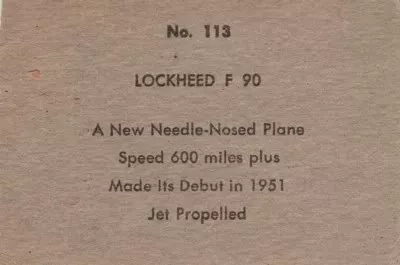 No. 113
LOCKHEED F 90
A New Needle-Nosed Plane
Speed 600 miles plus
Made Its Debut in 1951
Jet Propelled